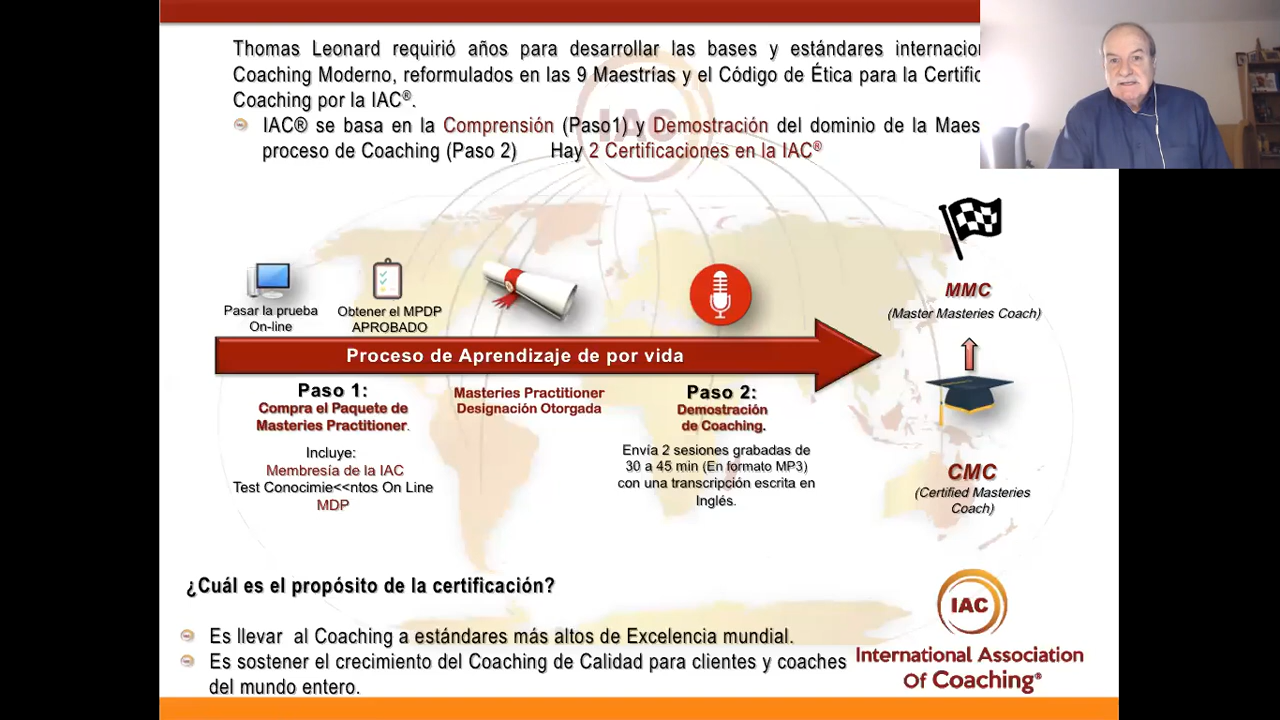 Thomas Leonard requirió años para desarrollar las bases y estándares
Coaching Moderno, reformulados en las 9 Maestrías y el Código de Ética para la
Coaching por la IAC®.
IAC® se basa en la Comprensión (Paso1) y Demostración del dominio de la
proceso de Coaching (Paso 2) Hay 2 Certificaciones en la IAC®
IAC
MMC
(Master Masteries Coach)
Pasar la prueba
On-line
Obtener el MPDP
APROBADO
Proceso de Aprendizaje de por vida
Paso 1:
Compra el Paquete de
Masteries Practitioner.
Incluye:
Membresía de la IAC
Test Conocimie<<ntos On Line
MDP
Masteries Practitioner
Designación Otorgada
Paso 2:
Demostración
de Coaching.
Envía 2 sesiones grabadas de
30 a 45 min (En formato MP3)
con una transcripción escrita en
Inglés.
CMC
(Certified Masteries
Coach)
¿Cuál es el propósito de la certificación?
Es llevar al Coaching a estándares más altos de Excelencia mundial.
Es sostener el crecimiento del Coaching de Calidad para clientes y coaches
del mundo entero.
IAC
International Association
Of Coaching®